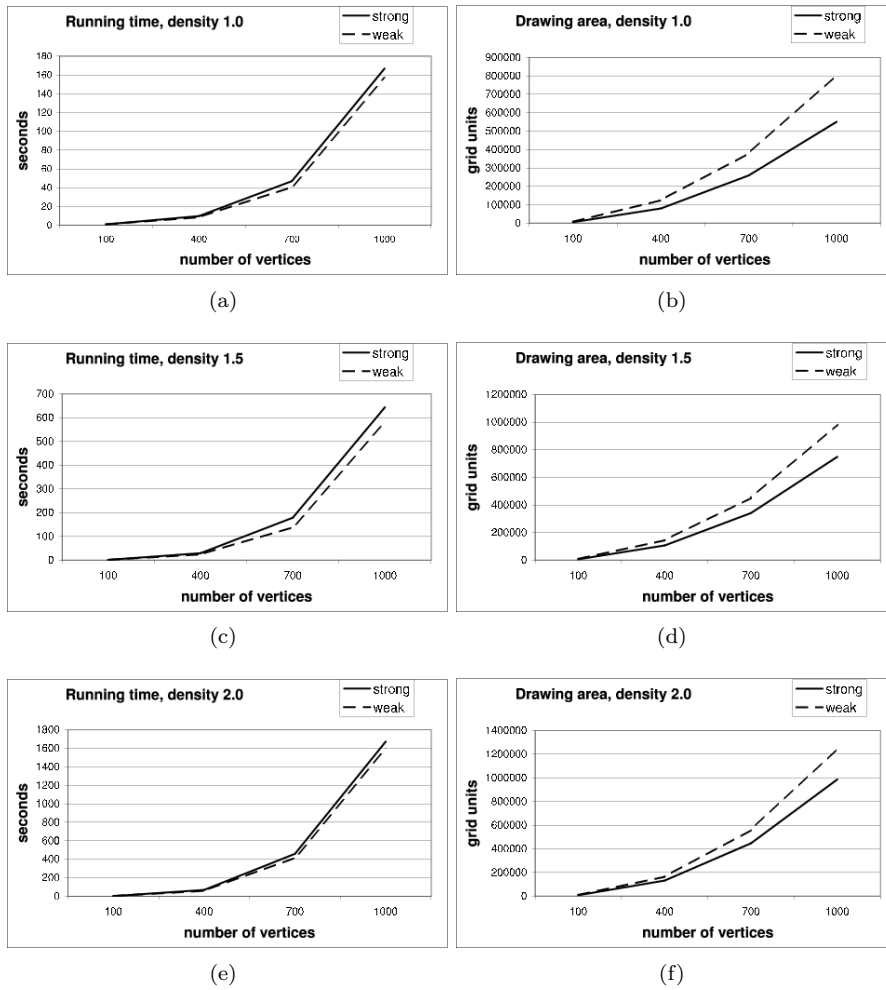 Running time, density 1.0
strong
weak
180
160
140
120
100
80
60
40
20
0
seconds
100 400 700 1000
number of vertices
(a)
Drawing area, density 1.0
strong
weak
900000
800000
700000
600000
500000
400000
300000
200000
100000
0
grid units
100 400 700 1000
number of vertices
(b)
Running time, density 1.5
strong
weak
700
600
500
400
300
200
100
0
seconds
100 400 700 1000
number of vertices
(c)
Drawing area, density 1.5
strong
weak
1200000
1000000
800000
600000
400000
200000
0
grid units
100 400 700 1000
number of vertices
(d)
Running time, density 2.0
strong
weak
1800
1600
1400
1200
1000
800
600
400
200
0
seconds
100 400 700 1000
number of vertices
(e)
Drawing area, density 2.0
strong
weak
1400000
1200000
1000000
800000
600000
400000
200000
0
grid units
100 400 700 1000
number of vertices
(f)